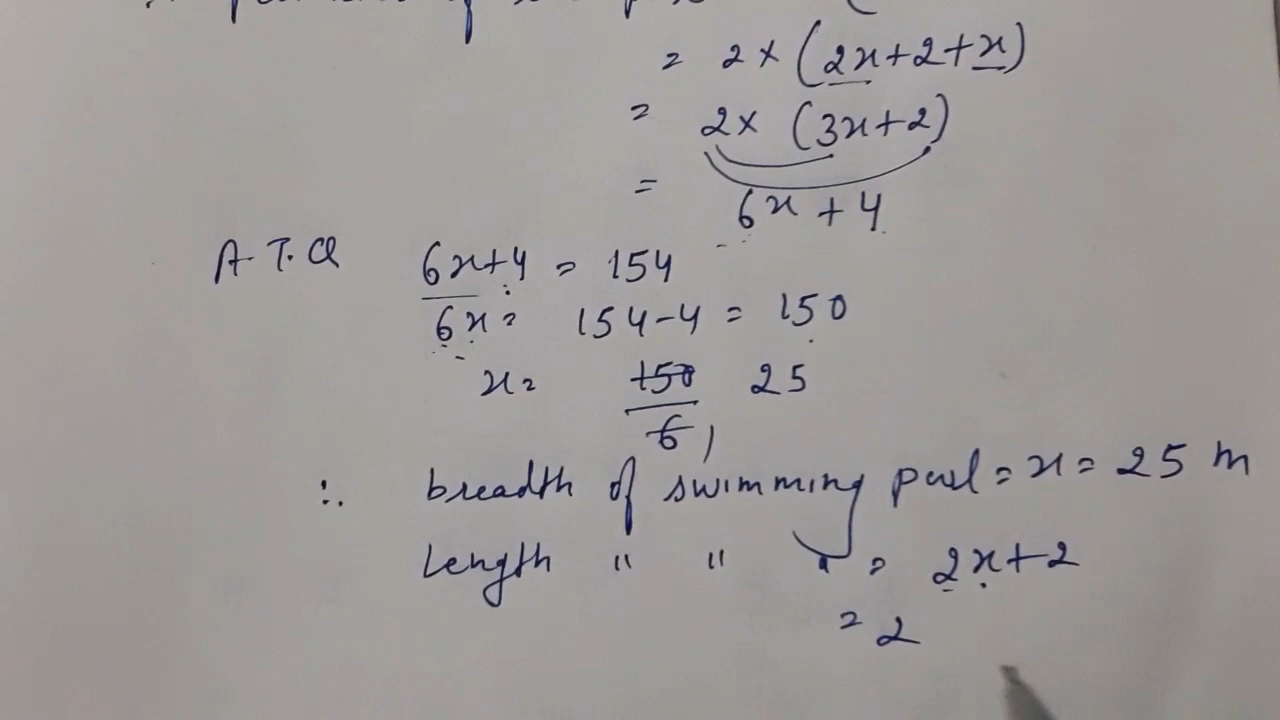 = 2 × (2x+2+x)
= 2 × (3x+2)
= 6x + 4
A.T.Q 6x+4 = 154
6x = 154-4 = 150
x = 150/6, 25
∴ breadth of swimming pool = x = 25 m
Length " " " = 2x+2
= 2